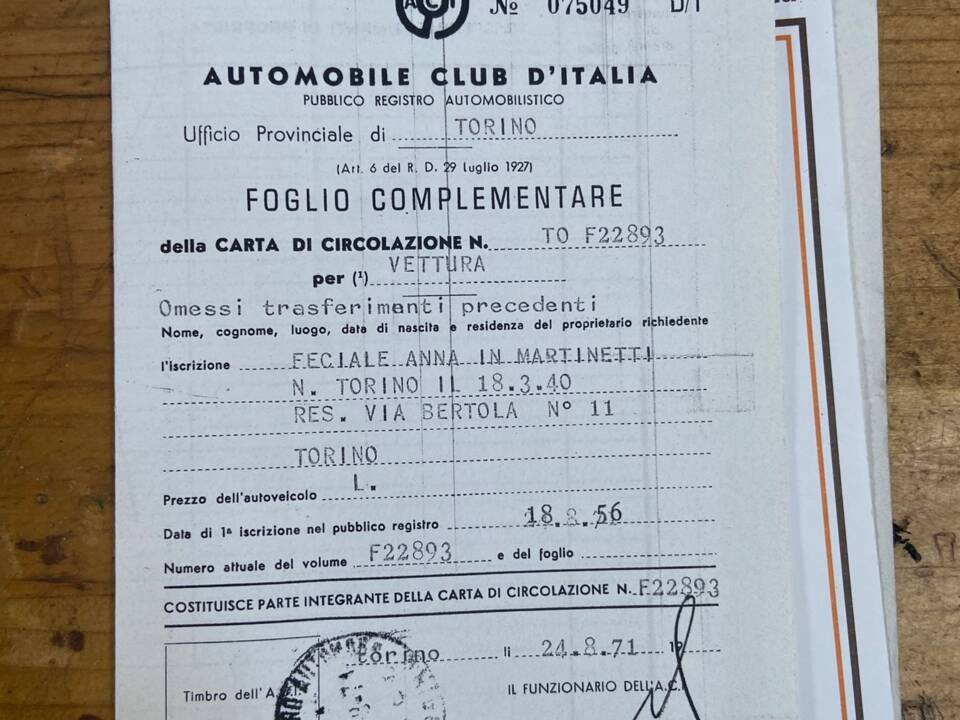 ACI № 075049 D/1
AUTOMOBILE CLUB D'ITALIA
PUBBLICO REGISTRO AUTOMOBILISTICO
Ufficio Provinciale di TORINO
(Art. 6 del R. D. 29 luglio 1927)
FOGLIO COMPLEMENTARE
della CARTA DI CIRCOLAZIONE N. TO F22893
per (¹) VETTURA
Omessi trasferimenti precedenti
Nome, cognome, luogo, data di nascita e residenza del proprietario richiedente
l'iscrizione FECIALE ANNA IN MARTINETTI
N. TORINO IL 18.3.40
RES. VIA BERTOLA N° 11
TORINO
Prezzo dell'autoveicolo L.
Data di 1ª iscrizione nel pubblico registro 18.8.56
Numero attuale del volume F22893 e del foglio
COSTITUISCE PARTE INTEGRANTE DELLA CARTA DI CIRCOLAZIONE N. F22893
torino li 24.8.71 19
Timbro dell'A.C.I. IL FUNZIONARIO DELL'A.C.I.